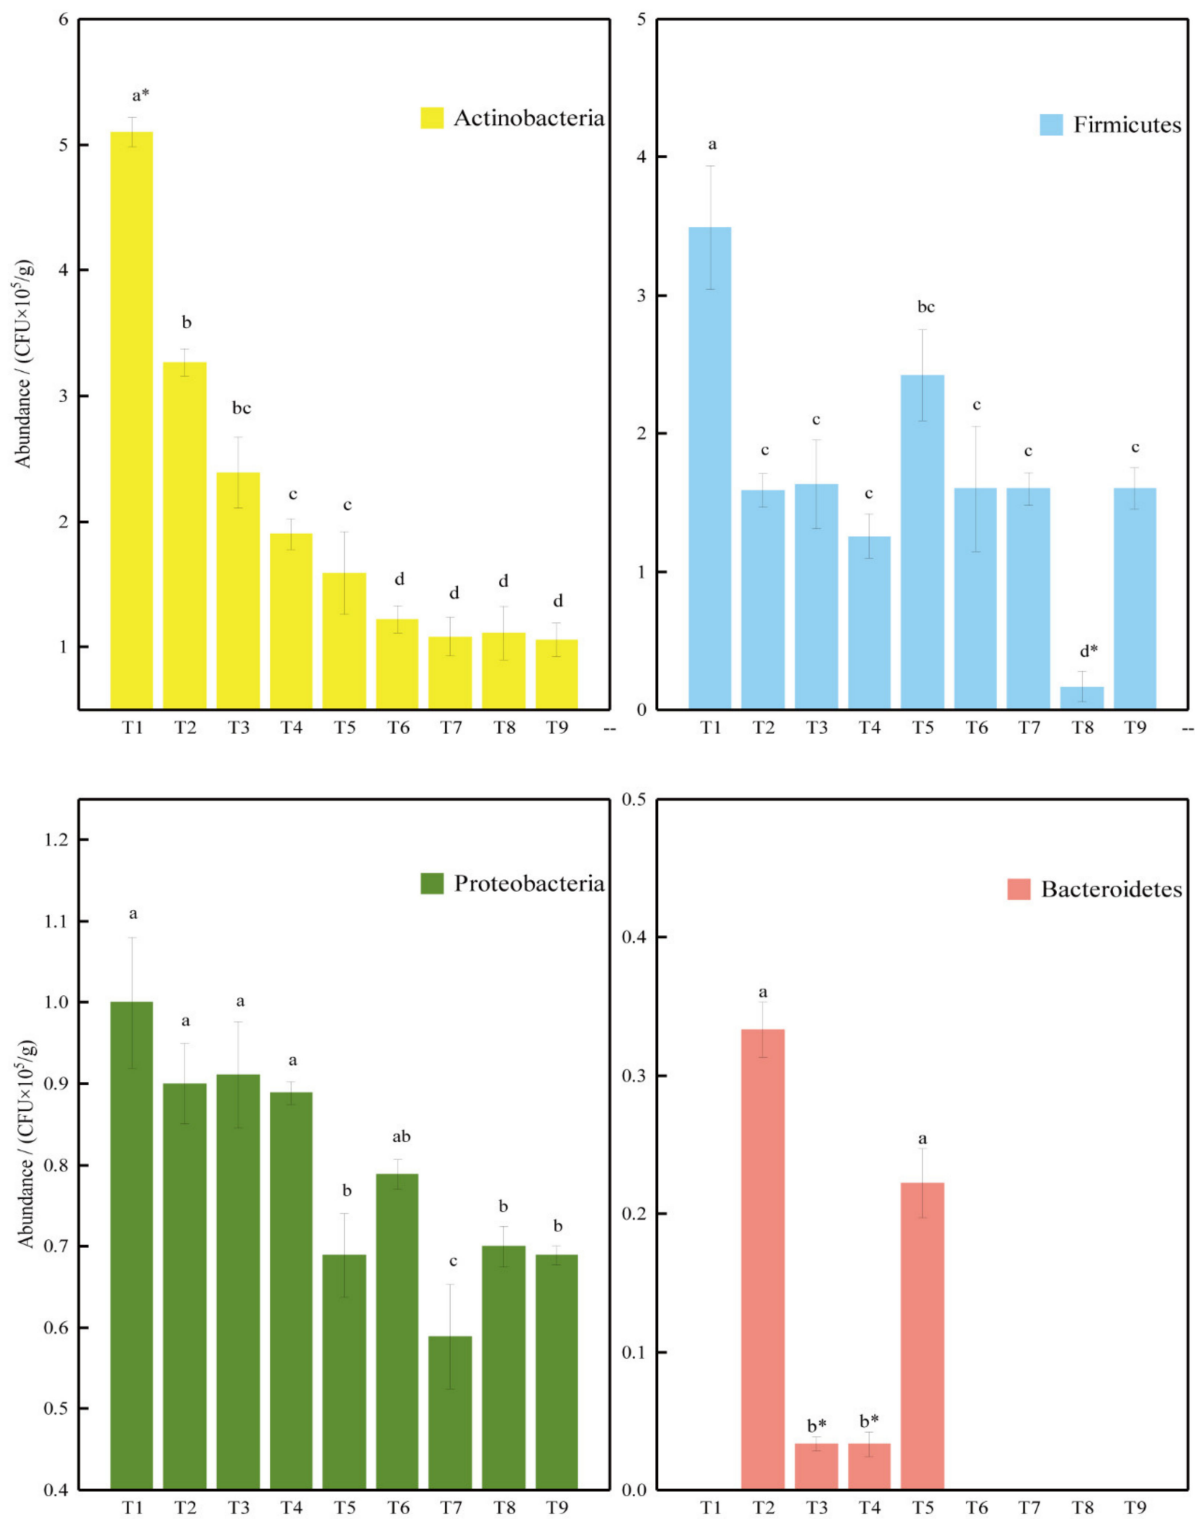 6
5
4
3
2
1
Abundance / (CFU×10⁵/g)
Actinobacteria
a*
b
bc
c
c
d
d
d
d
T1 T2 T3 T4 T5 T6 T7 T8 T9 --
5
4
3
2
1
0
Firmicutes
a
c
c
c
bc
c
c
d*
c
T1 T2 T3 T4 T5 T6 T7 T8 T9 --
1.2
1.1
1.0
0.9
0.8
0.7
0.6
0.5
0.4
Abundance / (CFU×10⁵/g)
Proteobacteria
a
a
a
a
b
ab
c
b
b
T1 T2 T3 T4 T5 T6 T7 T8 T9
0.5
0.4
0.3
0.2
0.1
0.0
Bacteroidetes
a
b*
b*
a
T1 T2 T3 T4 T5 T6 T7 T8 T9